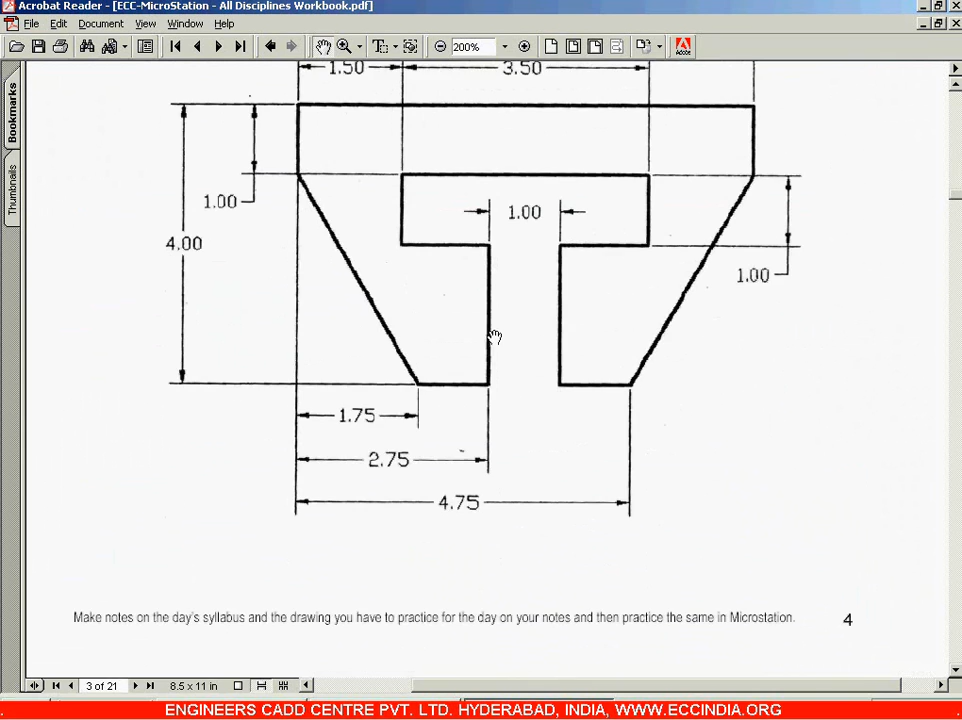 Acrobat Reader - [ECC-MicroStation - All Disciplines Workbook.pdf]
File Edit Document View Window Help
200%
Adobe
Bookmarks
Thumbnails
1.50
3.50
1.00
1.00
4.00
1.00
1.75
2.75
4.75
Make notes on the day's syllabus and the drawing you have to practice for the day on your notes and then practice the same in Microstation. 4
3 of 21
8.5 x 11 in
ENGINEERS CADD CENTRE PVT. LTD. HYDERABAD, INDIA, WWW.ECCINDIA.ORG